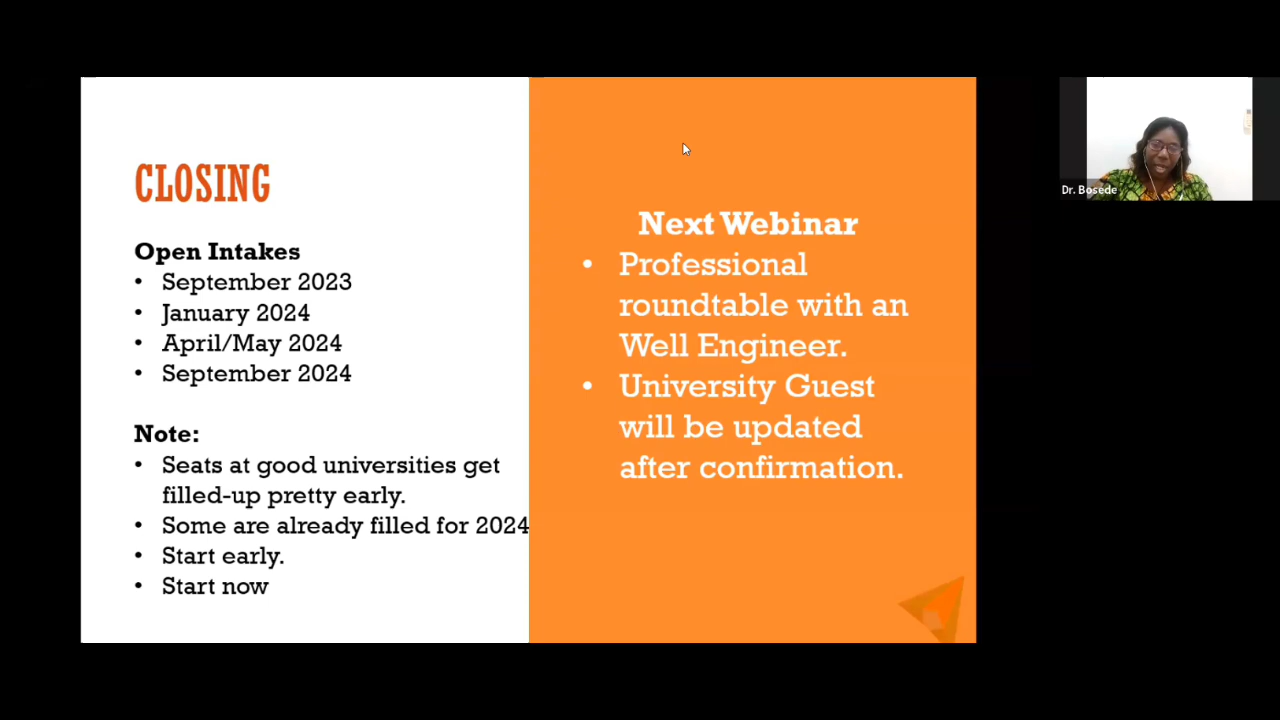 CLOSING
Open Intakes
• September 2023
• January 2024
• April/May 2024
• September 2024
Note:
• Seats at good universities get
filled-up pretty early.
• Some are already filled for 2024
• Start early.
• Start now
Next Webinar
• Professional
roundtable with an
Well Engineer.
• University Guest
will be updated
after confirmation.
Dr. Bosede